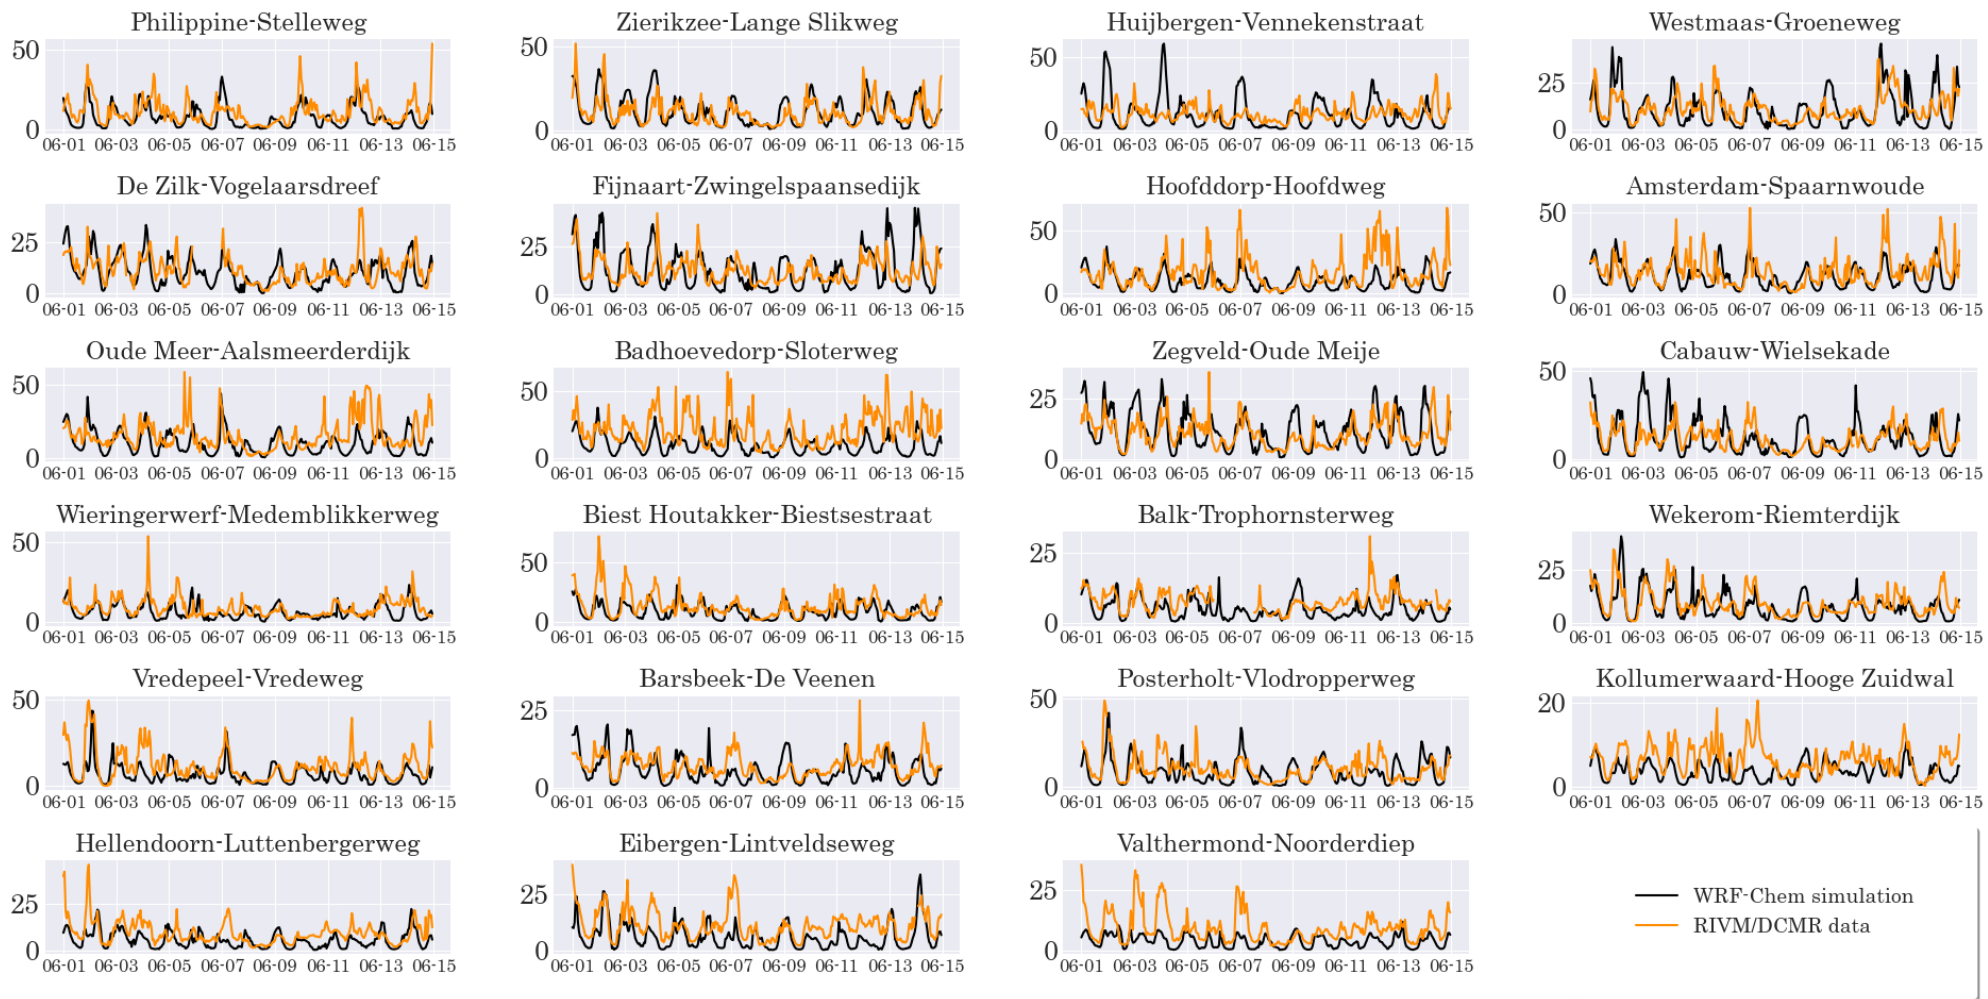 Philippine-Stelleweg
Zierikzee-Lange Slikweg
Huijbergen-Vennekenstraat
Westmaas-Groeneweg
50
0
06-01 06-03 06-05 06-07 06-09 06-11 06-13 06-15
50
0
06-01 06-03 06-05 06-07 06-09 06-11 06-13 06-15
50
0
06-01 06-03 06-05 06-07 06-09 06-11 06-13 06-15
25
0
06-01 06-03 06-05 06-07 06-09 06-11 06-13 06-15
De Zilk-Vogelaarsdreef
Fijnaart-Zwingelspaansedijk
Hoofddorp-Hoofdweg
Amsterdam-Spaarnwoude
25
0
06-01 06-03 06-05 06-07 06-09 06-11 06-13 06-15
25
0
06-01 06-03 06-05 06-07 06-09 06-11 06-13 06-15
50
0
06-01 06-03 06-05 06-07 06-09 06-11 06-13 06-15
50
0
06-01 06-03 06-05 06-07 06-09 06-11 06-13 06-15
Oude Meer-Aalsmeerderdijk
Badhoevedorp-Sloterweg
Zegveld-Oude Meije
Cabauw-Wielsekade
50
0
06-01 06-03 06-05 06-07 06-09 06-11 06-13 06-15
50
0
06-01 06-03 06-05 06-07 06-09 06-11 06-13 06-15
25
0
06-01 06-03 06-05 06-07 06-09 06-11 06-13 06-15
50
0
06-01 06-03 06-05 06-07 06-09 06-11 06-13 06-15
Wieringerwerf-Medemblikkerweg
Biest Houtakker-Biestsestraat
Balk-Trophornsterweg
Wekerom-Riemterdijk
50
0
06-01 06-03 06-05 06-07 06-09 06-11 06-13 06-15
50
0
06-01 06-03 06-05 06-07 06-09 06-11 06-13 06-15
25
0
06-01 06-03 06-05 06-07 06-09 06-11 06-13 06-15
25
0
06-01 06-03 06-05 06-07 06-09 06-11 06-13 06-15
Vredepeel-Vredeweg
Barsbeek-De Veenen
Posterholt-Vlodropperweg
Kollumerwaard-Hooge Zuidwal
50
0
06-01 06-03 06-05 06-07 06-09 06-11 06-13 06-15
25
0
06-01 06-03 06-05 06-07 06-09 06-11 06-13 06-15
50
0
06-01 06-03 06-05 06-07 06-09 06-11 06-13 06-15
20
0
06-01 06-03 06-05 06-07 06-09 06-11 06-13 06-15
Hellendoorn-Luttenbergerweg
Eibergen-Lintveldseweg
Valthermond-Noorderdiep
25
0
06-01 06-03 06-05 06-07 06-09 06-11 06-13 06-15
25
0
06-01 06-03 06-05 06-07 06-09 06-11 06-13 06-15
25
0
06-01 06-03 06-05 06-07 06-09 06-11 06-13 06-15
WRF-Chem simulation
RIVM/DCMR data